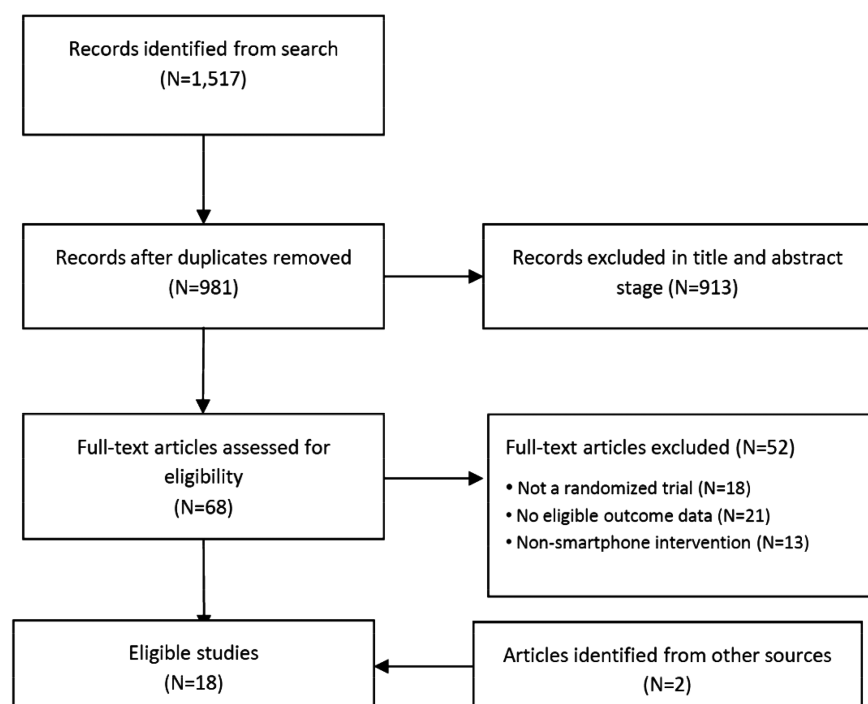 Records identified from search
(N=1,517)
Records after duplicates removed
(N=981)
Records excluded in title and abstract
stage (N=913)
Full-text articles assessed for
eligibility
(N=68)
Full-text articles excluded (N=52)
• Not a randomized trial (N=18)
• No eligible outcome data (N=21)
• Non-smartphone intervention (N=13)
Eligible studies
(N=18)
Articles identified from other sources
(N=2)